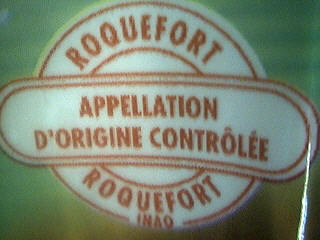 ROQUEFORT
APPELLATION
D'ORIGINE CONTRÔLÉE
ROQUEFORT
INAO